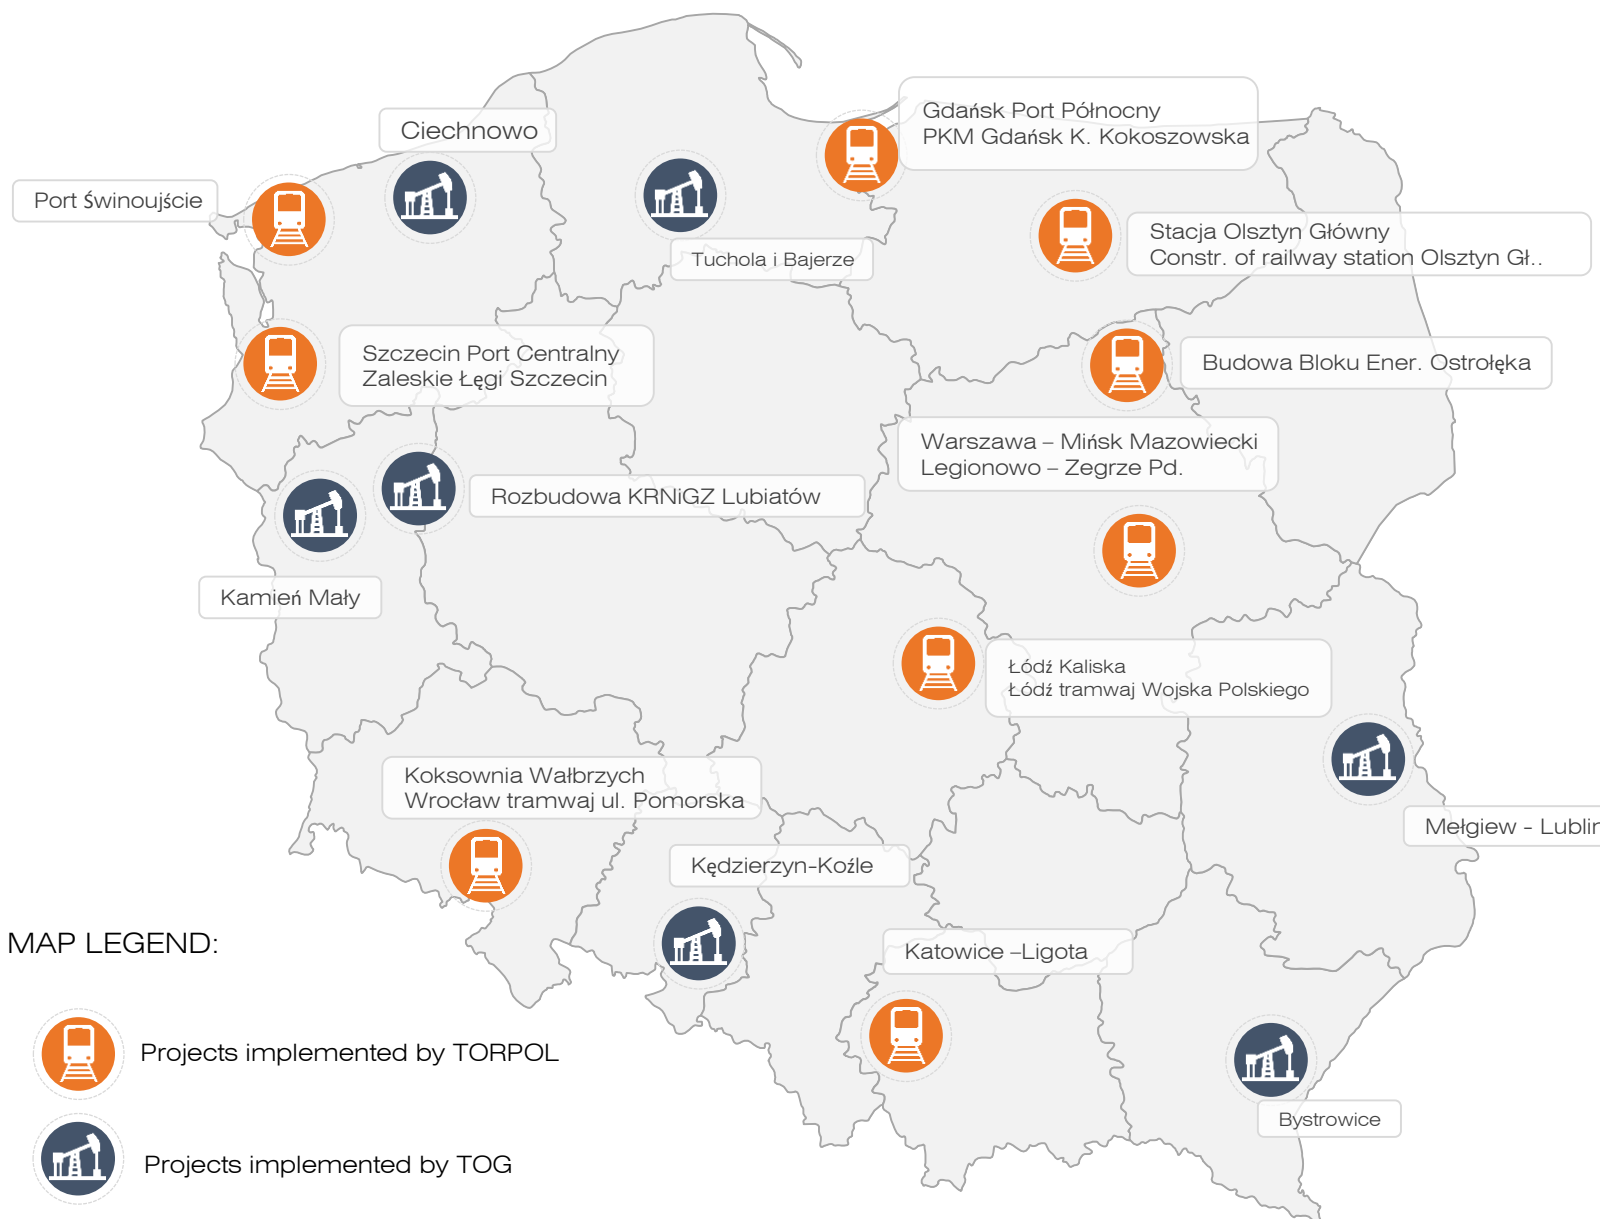 Ciechnowo
Gdańsk Port Północny
PKM Gdańsk K. Kokoszowska
Port Świnoujście
Tuchola i Bajerze
Stacja Olsztyn Główny
Constr. of railway station Olsztyn Gł..
Szczecin Port Centralny
Zaleskie Łęgi Szczecin
Budowa Bloku Ener. Ostrołęka
Warszawa – Mińsk Mazowiecki
Legionowo – Zegrze Pd.
Rozbudowa KRNiGZ Lubiatów
Kamień Mały
Łódź Kaliska
Łódź tramwaj Wojska Polskiego
Koksownia Wałbrzych
Wrocław tramwaj ul. Pomorska
Mełgiew - Lublin
Kędzierzyn-Koźle
Katowice –Ligota
Bystrowice
MAP LEGEND:
Projects implemented by TORPOL
Projects implemented by TOG